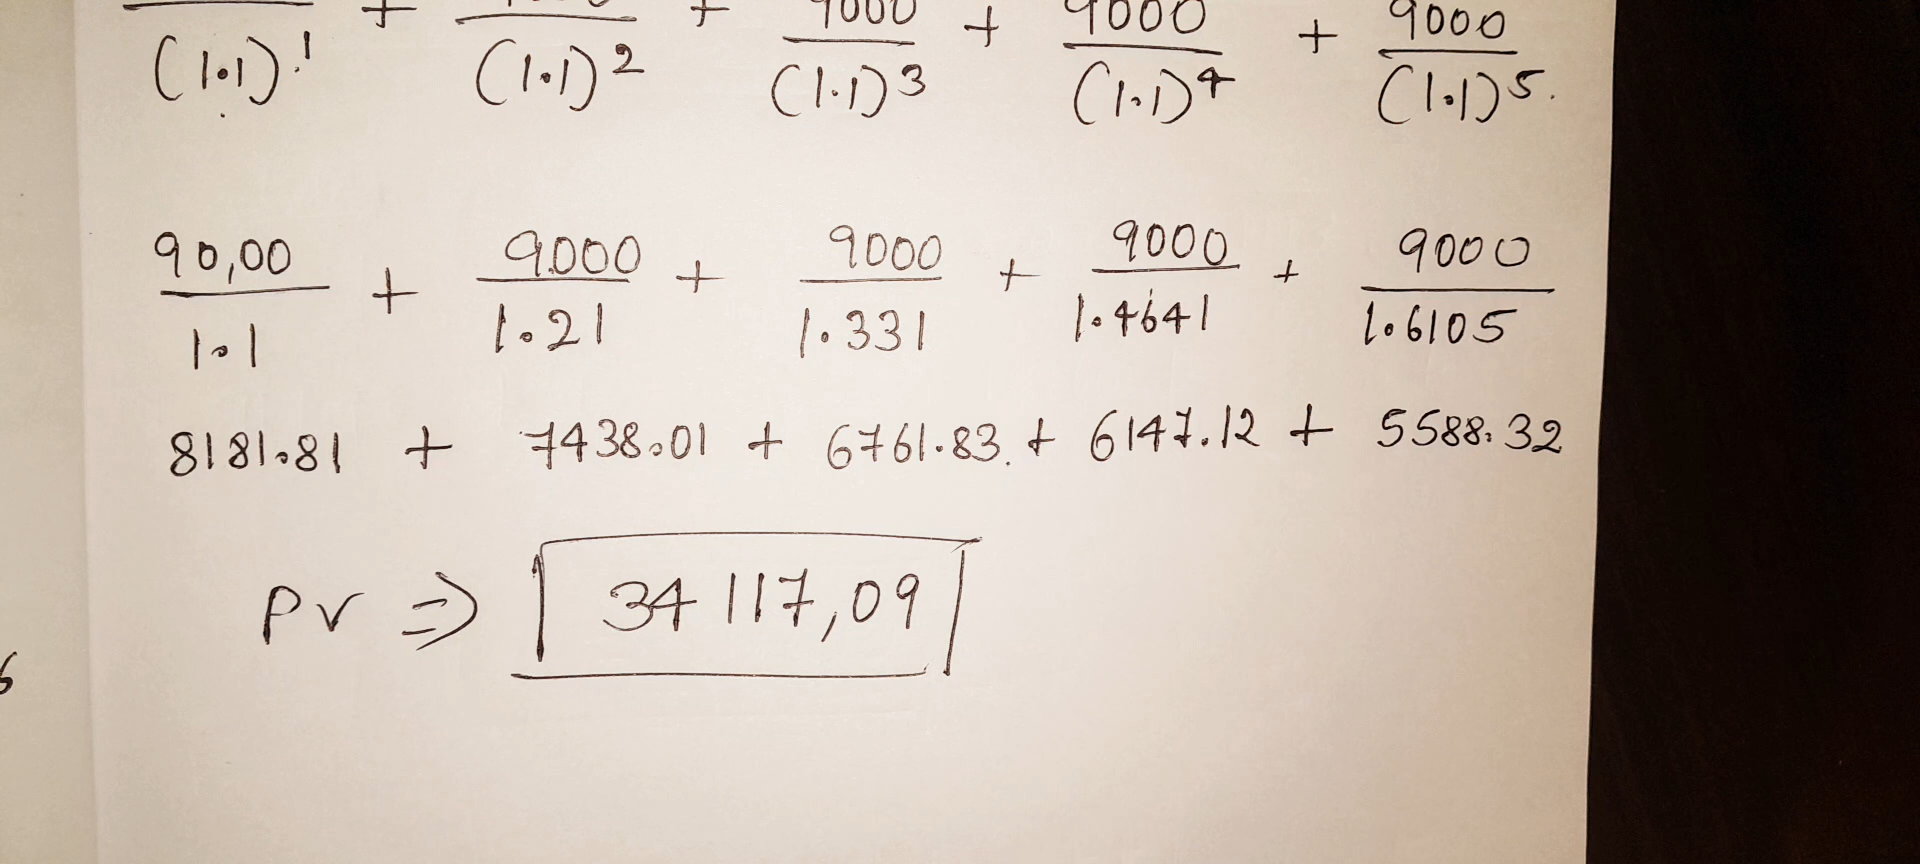 + 9000 + 9000 + 9000 + 9000
(1.1)^1 (1.1)^2 (1.1)^3 (1.1)^4 (1.1)^5.
90,00 + 9000 + 9000 + 9000 + 9000
1.1 1.21 1.331 1.4641 1.6105
8181.81 + 7438.01 + 6761.83. + 6147.12 + 5588.32
PV ⇒ 34117,09